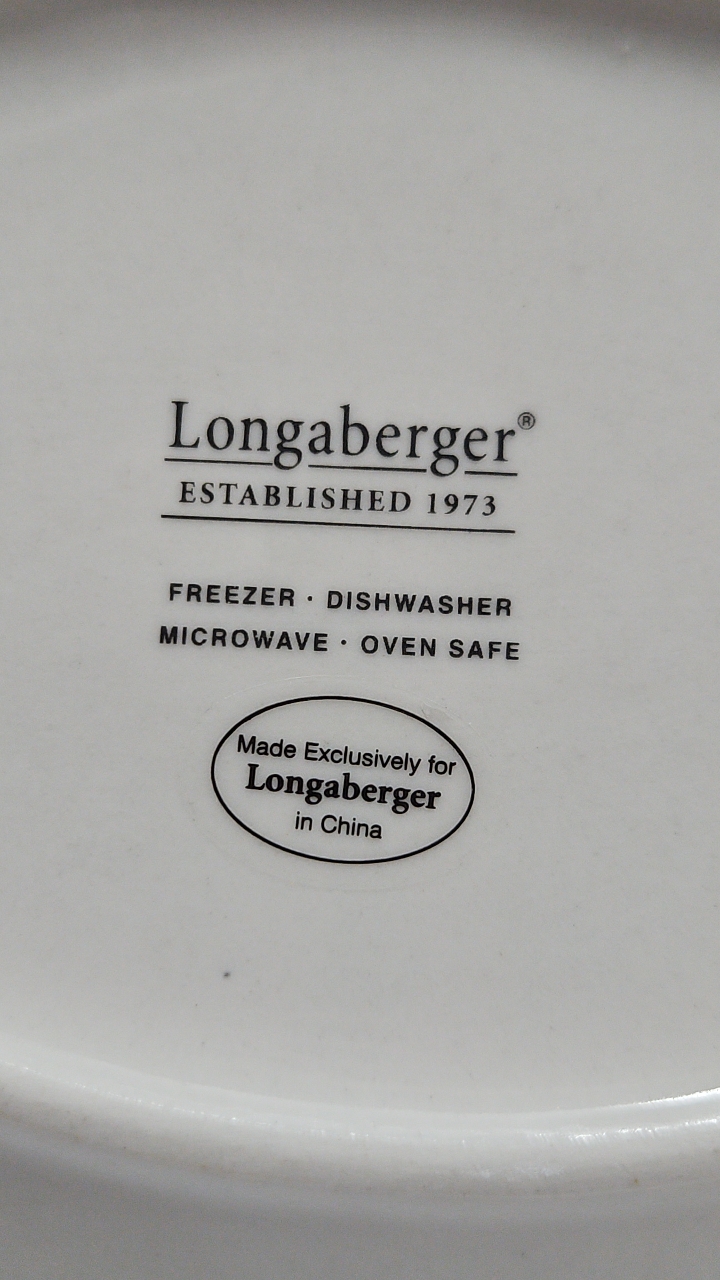 Longaberger®
ESTABLISHED 1973
FREEZER · DISHWASHER
MICROWAVE · OVEN SAFE
Made Exclusively for
Longaberger
in China